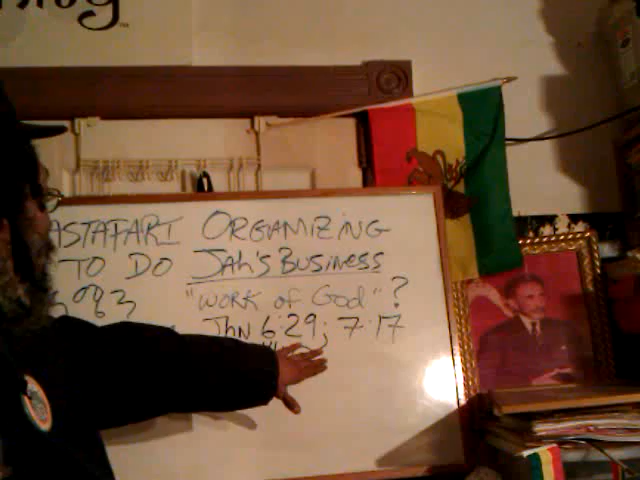 ASTAFARI ORGANIZING
TO DO JAH'S BUSINESS
"WORK OF GOD"?
JhN 6:29; 7:17